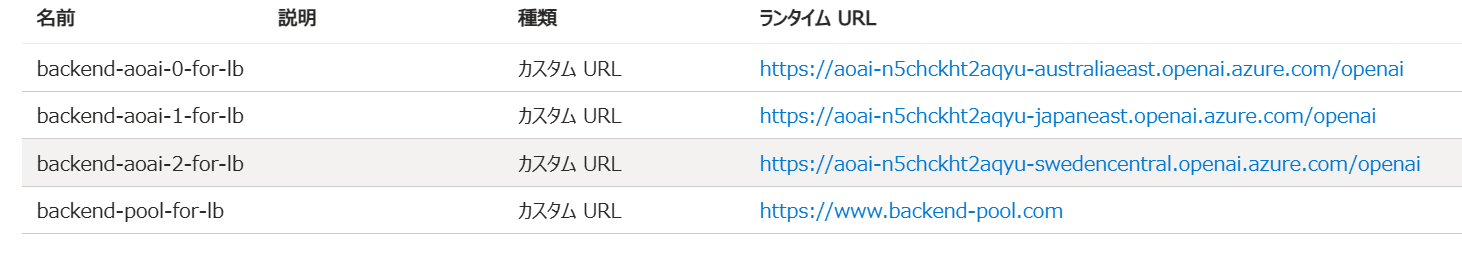 名前 説明 種類 ランタイム URL
backend-aoai-0-for-lb カスタム URL https://aoai-n5chckht2aqyu-australiaeast.openai.azure.com/openai
backend-aoai-1-for-lb カスタム URL https://aoai-n5chckht2aqyu-japaneast.openai.azure.com/openai
backend-aoai-2-for-lb カスタム URL https://aoai-n5chckht2aqyu-swedencentral.openai.azure.com/openai
backend-pool-for-lb カスタム URL https://www.backend-pool.com